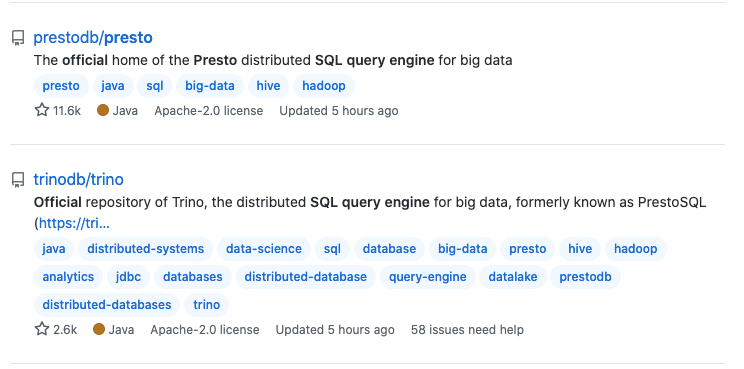 prestodb/presto
The official home of the Presto distributed SQL query engine for big data
presto java sql big-data hive hadoop
11.6k Java Apache-2.0 license Updated 5 hours ago
trinodb/trino
Official repository of Trino, the distributed SQL query engine for big data, formerly known as PrestoSQL
(https://tri...
java distributed-systems data-science sql database big-data presto hive hadoop
analytics jdbc databases distributed-database query-engine datalake prestodb
distributed-databases trino
2.6k Java Apache-2.0 license Updated 5 hours ago 58 issues need help